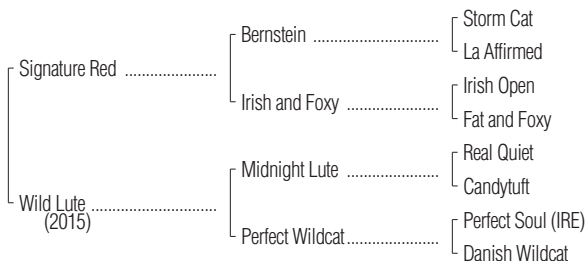 Signature Red
Wild Lute
(2015)
Bernstein
Irish and Foxy
Midnight Lute
Perfect Wildcat
Storm Cat
La Affirmed
Irish Open
Fat and Foxy
Real Quiet
Candytuft
Perfect Soul (IRE)
Danish Wildcat